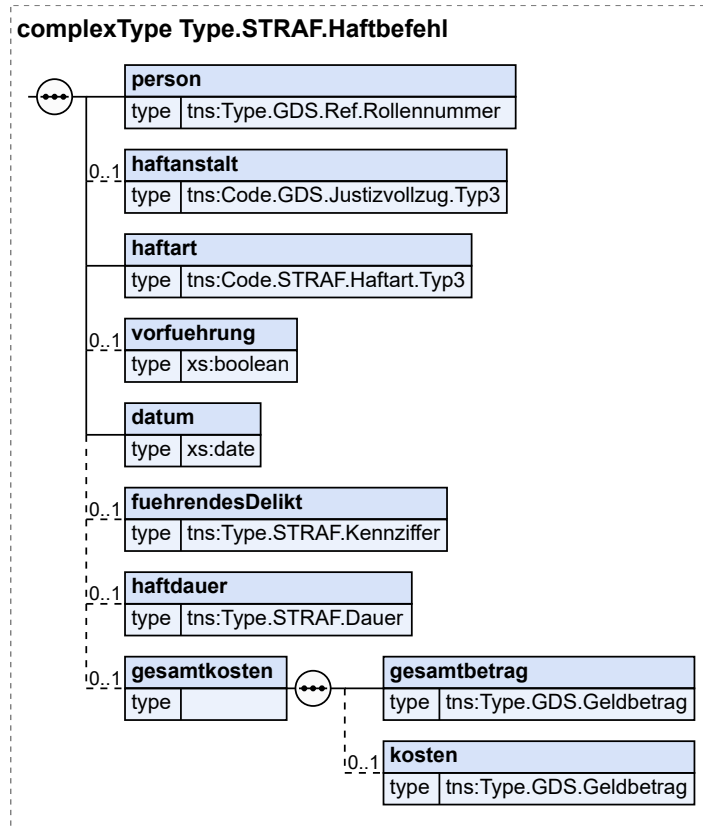 complexType Type.STRAF.Haftbefehl
person
type tns:Type.GDS.Ref.Rollennummer
0..1 haftanstalt
type tns:Code.GDS.Justizvollzug.Typ3
haftart
type tns:Code.STRAF.Haftart.Typ3
0..1 vorfuehrung
type xs:boolean
datum
type xs:date
0..1 fuehrendesDelikt
type tns:Type.STRAF.Kennziffer
0..1 haftdauer
type tns:Type.STRAF.Dauer
0..1 gesamtkosten
type
gesamtbetrag
type tns:Type.GDS.Geldbetrag
0..1 kosten
type tns:Type.GDS.Geldbetrag